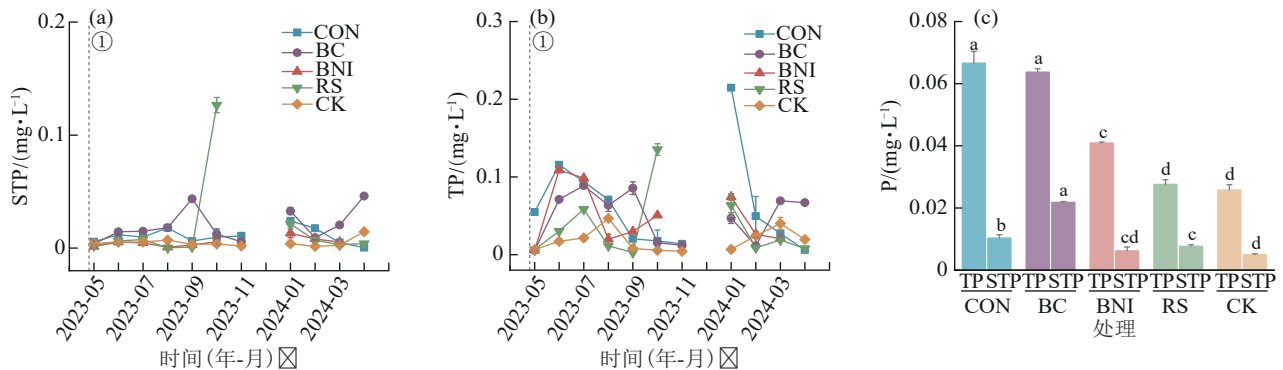 (a)
①
CON
BC
BNI
RS
CK
0.2
0.1
0
STP/(mg·L⁻¹)
2023-05
2023-07
2023-09
2023-11
2024-01
2024-03
时间(年-月)
(b)
①
CON
BC
BNI
RS
CK
0.3
0.2
0.1
0
TP/(mg·L⁻¹)
2023-05
2023-07
2023-09
2023-11
2024-01
2024-03
时间(年-月)
(c)
0.08
0.06
0.04
0.02
0
P/(mg·L⁻¹)
a b a a c cd d c d d
TP STP TP STP TP STP TP STP TP STP
CON BC BNI RS CK
处理